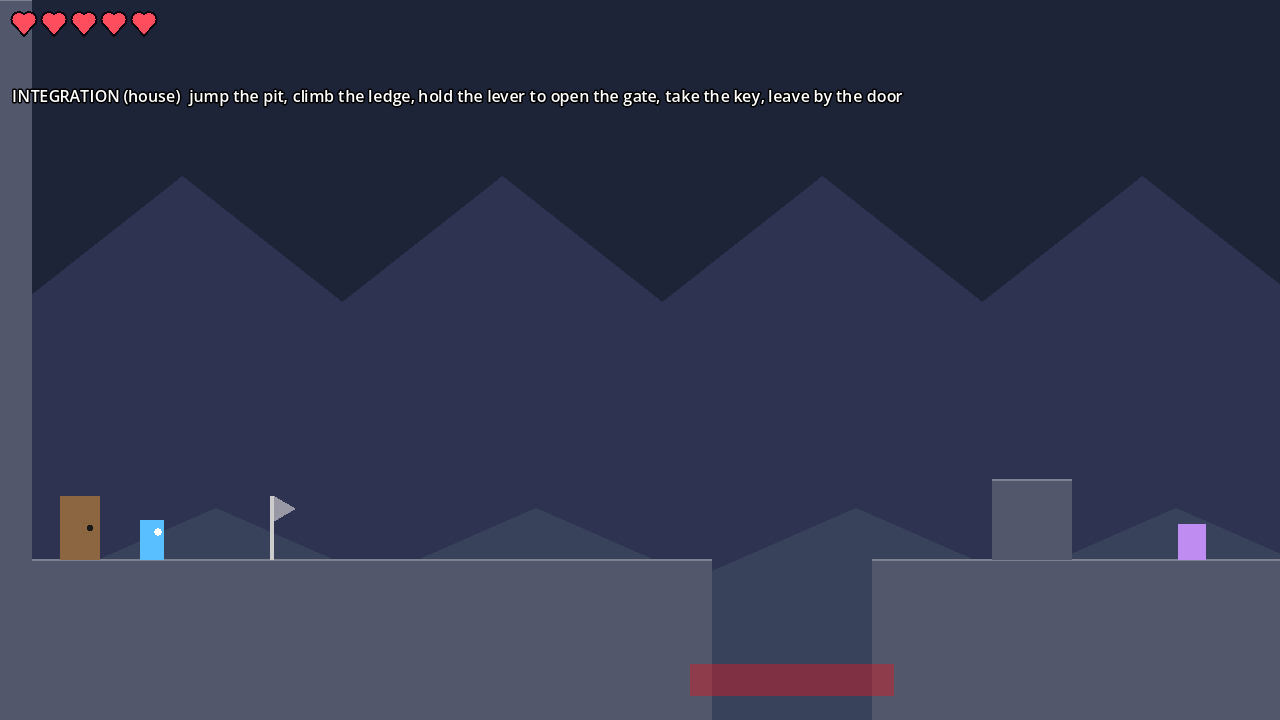 INTEGRATION (house)  jump the pit, climb the ledge, hold the lever to open the gate, take the key, leave by the door